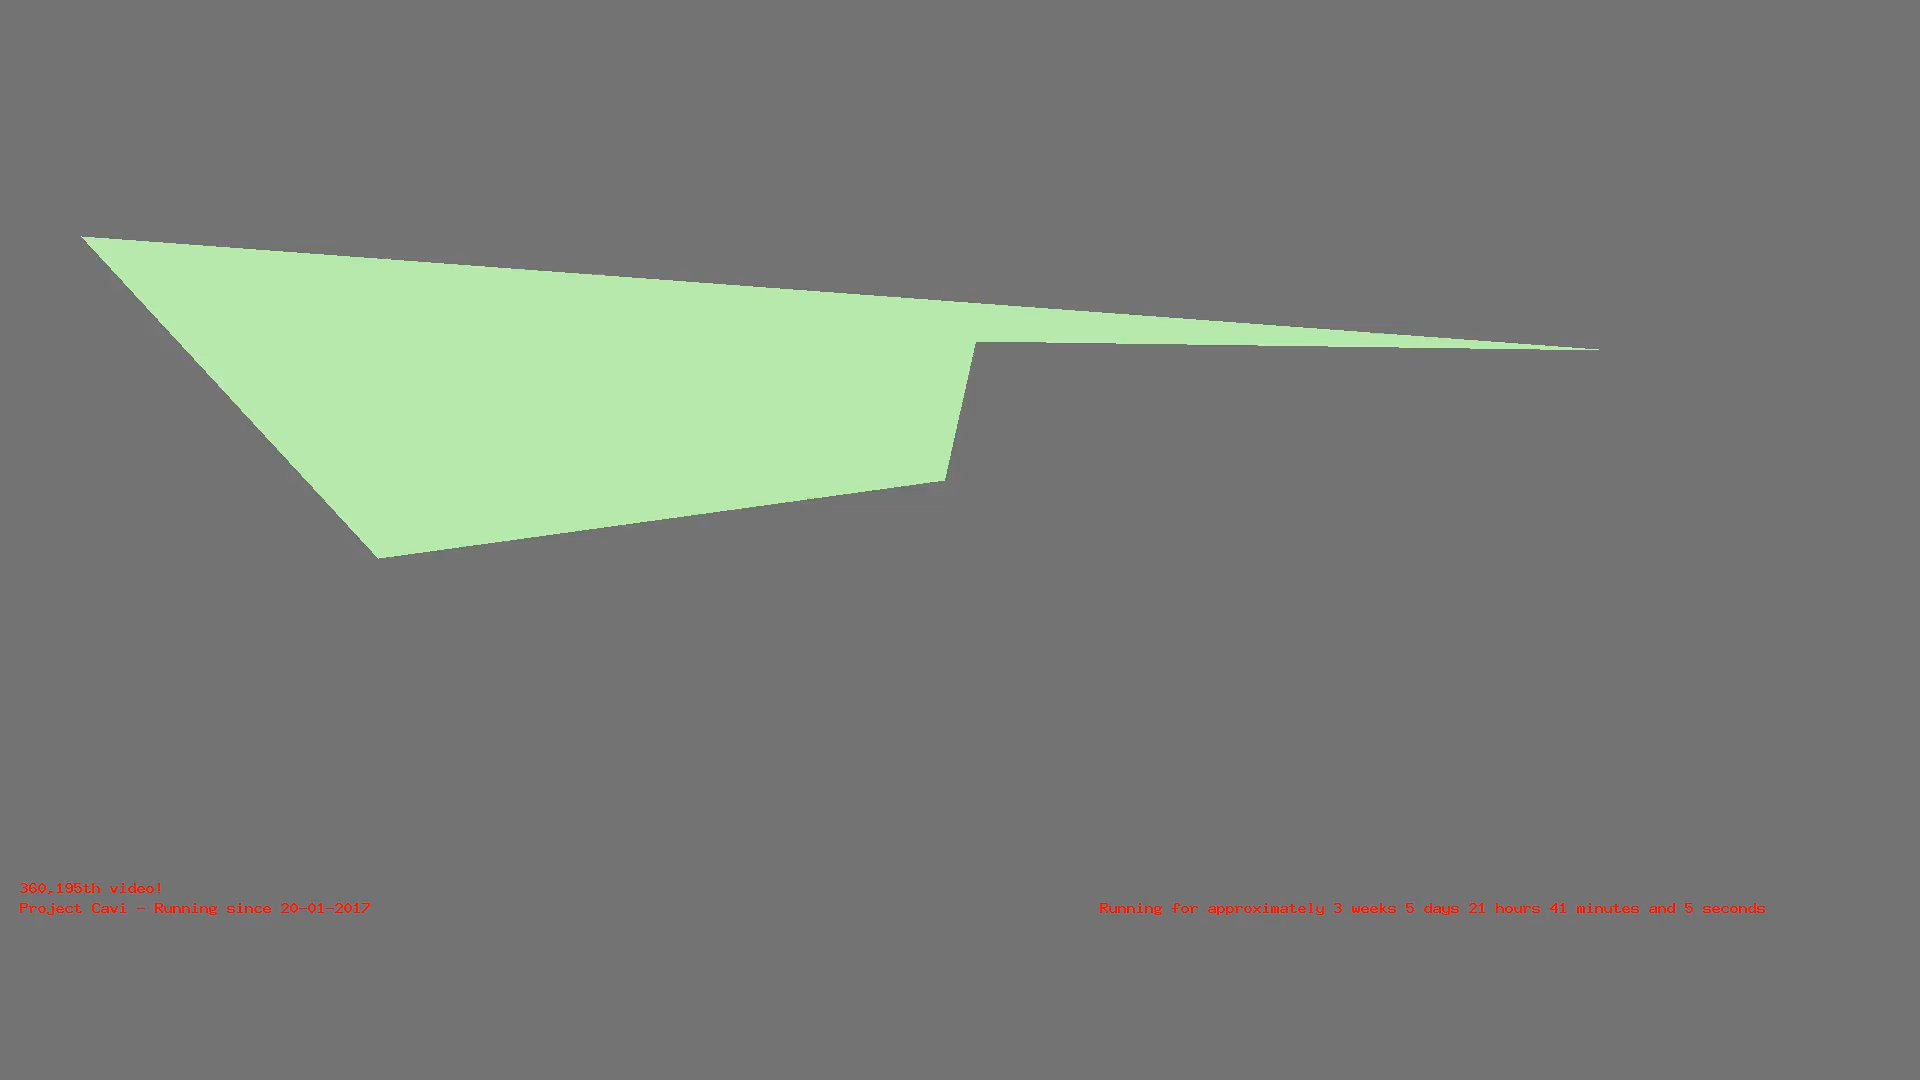 360,195th video!
Project Cavi - Running since 20-01-2017
Running for approximately 3 weeks 5 days 21 hours 41 minutes and 5 seconds